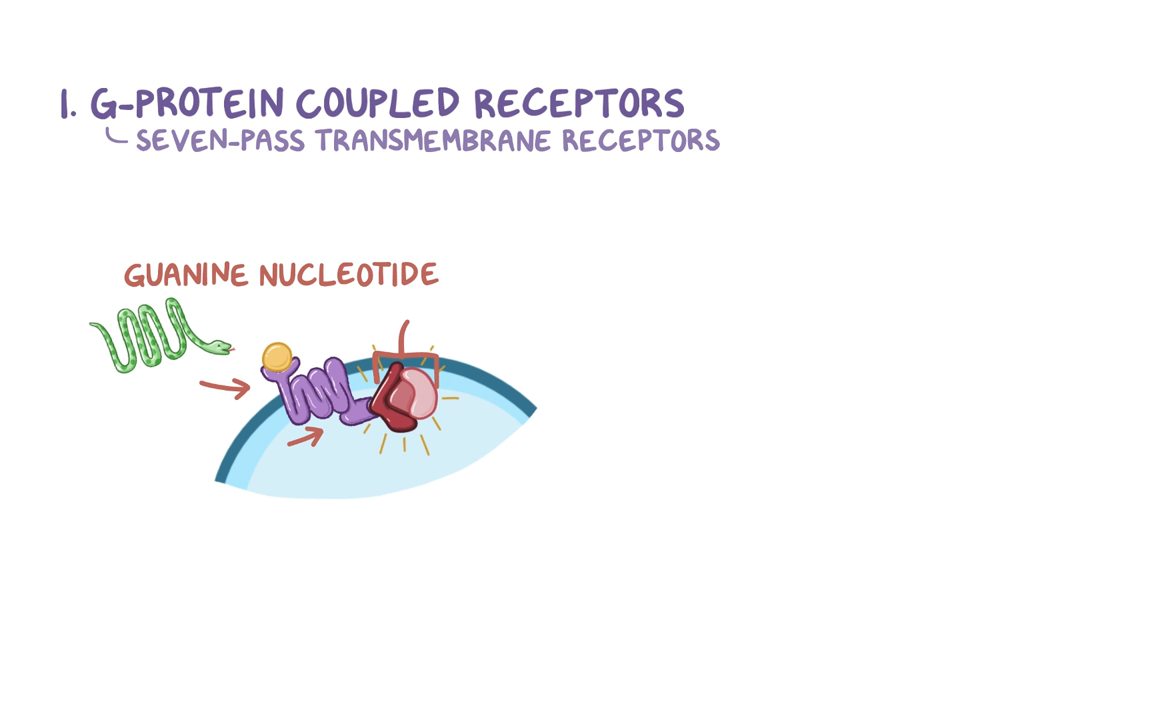 1. G-PROTEIN COUPLED RECEPTORS
SEVEN-PASS TRANSMEMBRANE RECEPTORS
GUANINE NUCLEOTIDE